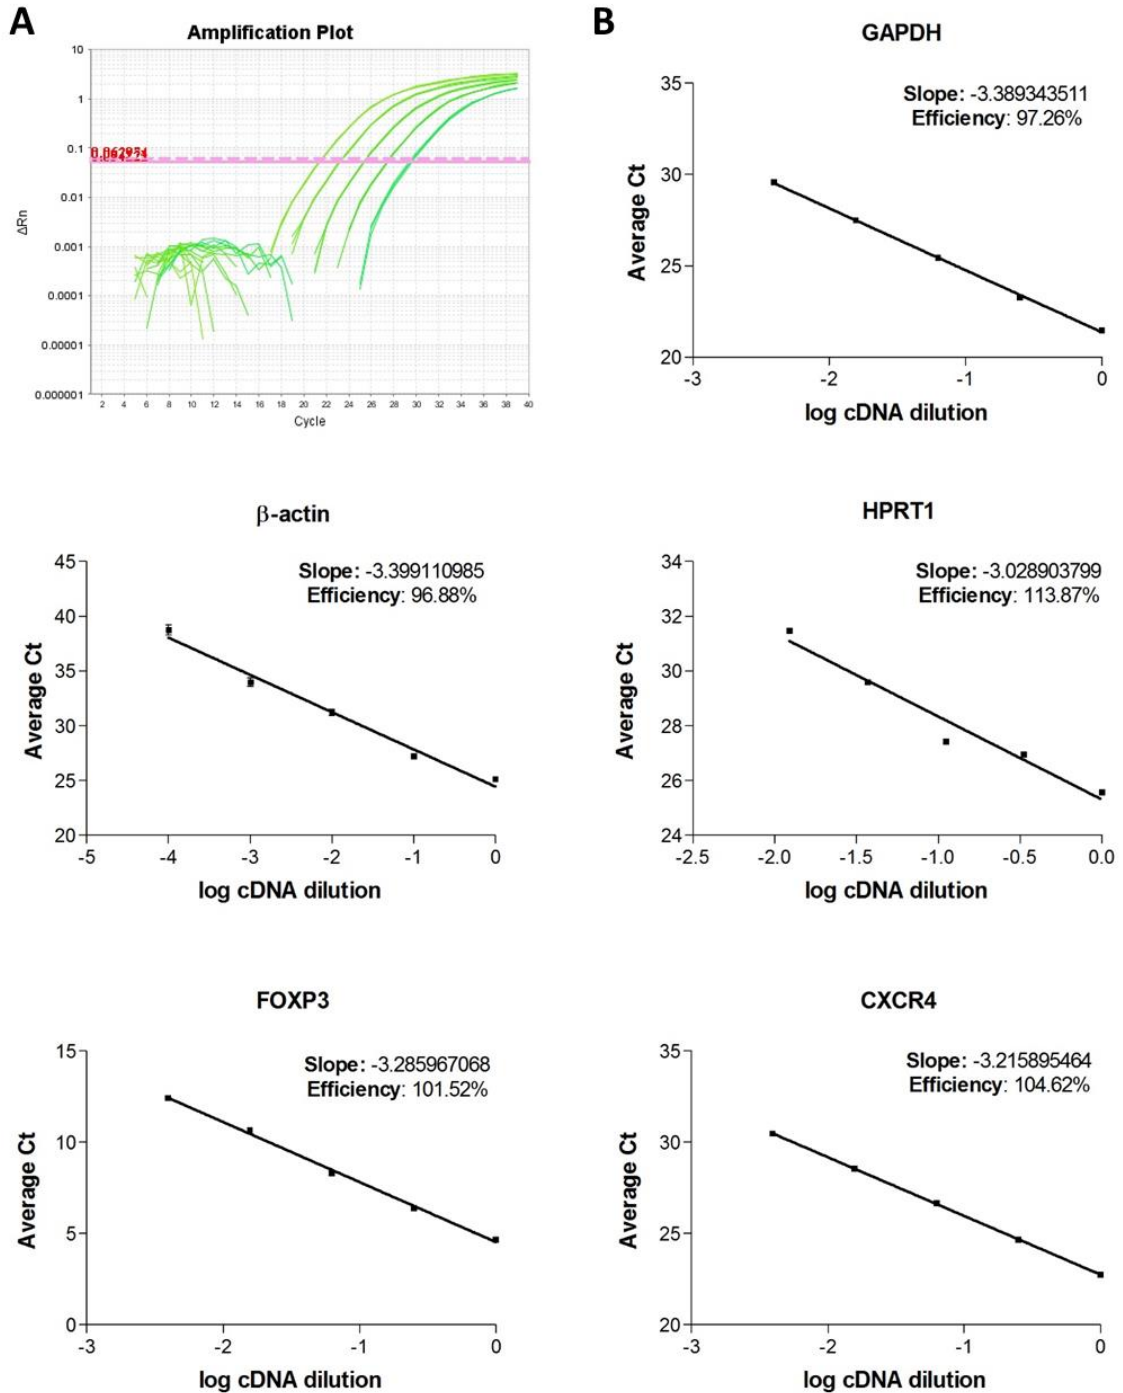 A
Amplification Plot
10
1
0.1
0.01
0.001
0.0001
0.00001
0.000001
ΔRn
2 4 6 8 10 12 14 16 18 20 22 24 26 28 30 32 34 36 38 40
Cycle
B
GAPDH
Slope: -3.389343511
Efficiency: 97.26%
35
30
25
20
Average Ct
-3 -2 -1 0
log cDNA dilution
β-actin
Slope: -3.399110985
Efficiency: 96.88%
45
40
35
30
25
20
Average Ct
-5 -4 -3 -2 -1 0
log cDNA dilution
HPRT1
Slope: -3.028903799
Efficiency: 113.87%
34
32
30
28
26
24
Average Ct
-2.5 -2.0 -1.5 -1.0 -0.5 0.0
log cDNA dilution
FOXP3
Slope: -3.285967068
Efficiency: 101.52%
15
10
5
0
Average Ct
-3 -2 -1 0
log cDNA dilution
CXCR4
Slope: -3.215895464
Efficiency: 104.62%
35
30
25
20
Average Ct
-3 -2 -1 0
log cDNA dilution